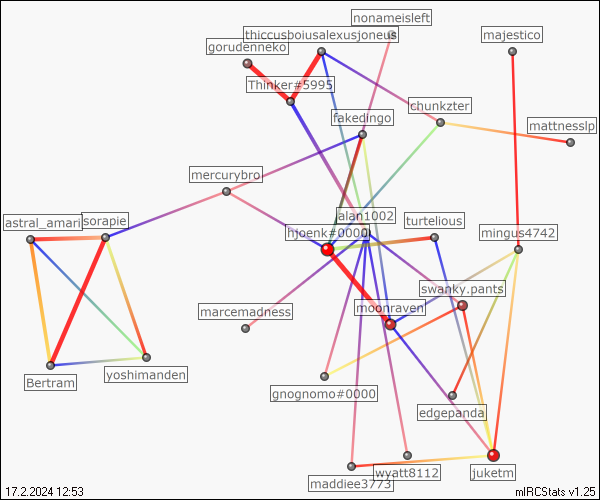 nonameisleft
thiccusboiusalexusjoneus
majestico
gorudenneko
Thinker#5995
chunkzter
fakedingo
mattnesslp
mercurybro
astral_amari
sorapie
alan1002
turtelious
hjoenk#0000
mingus4742
swanky.pants
marcemadness
moonraven
Bertram
yoshimanden
gnognomo#0000
edgepanda
wyatt8112
juketm
maddiee3773
17.2.2024 12:53
mIRCStats v1.25